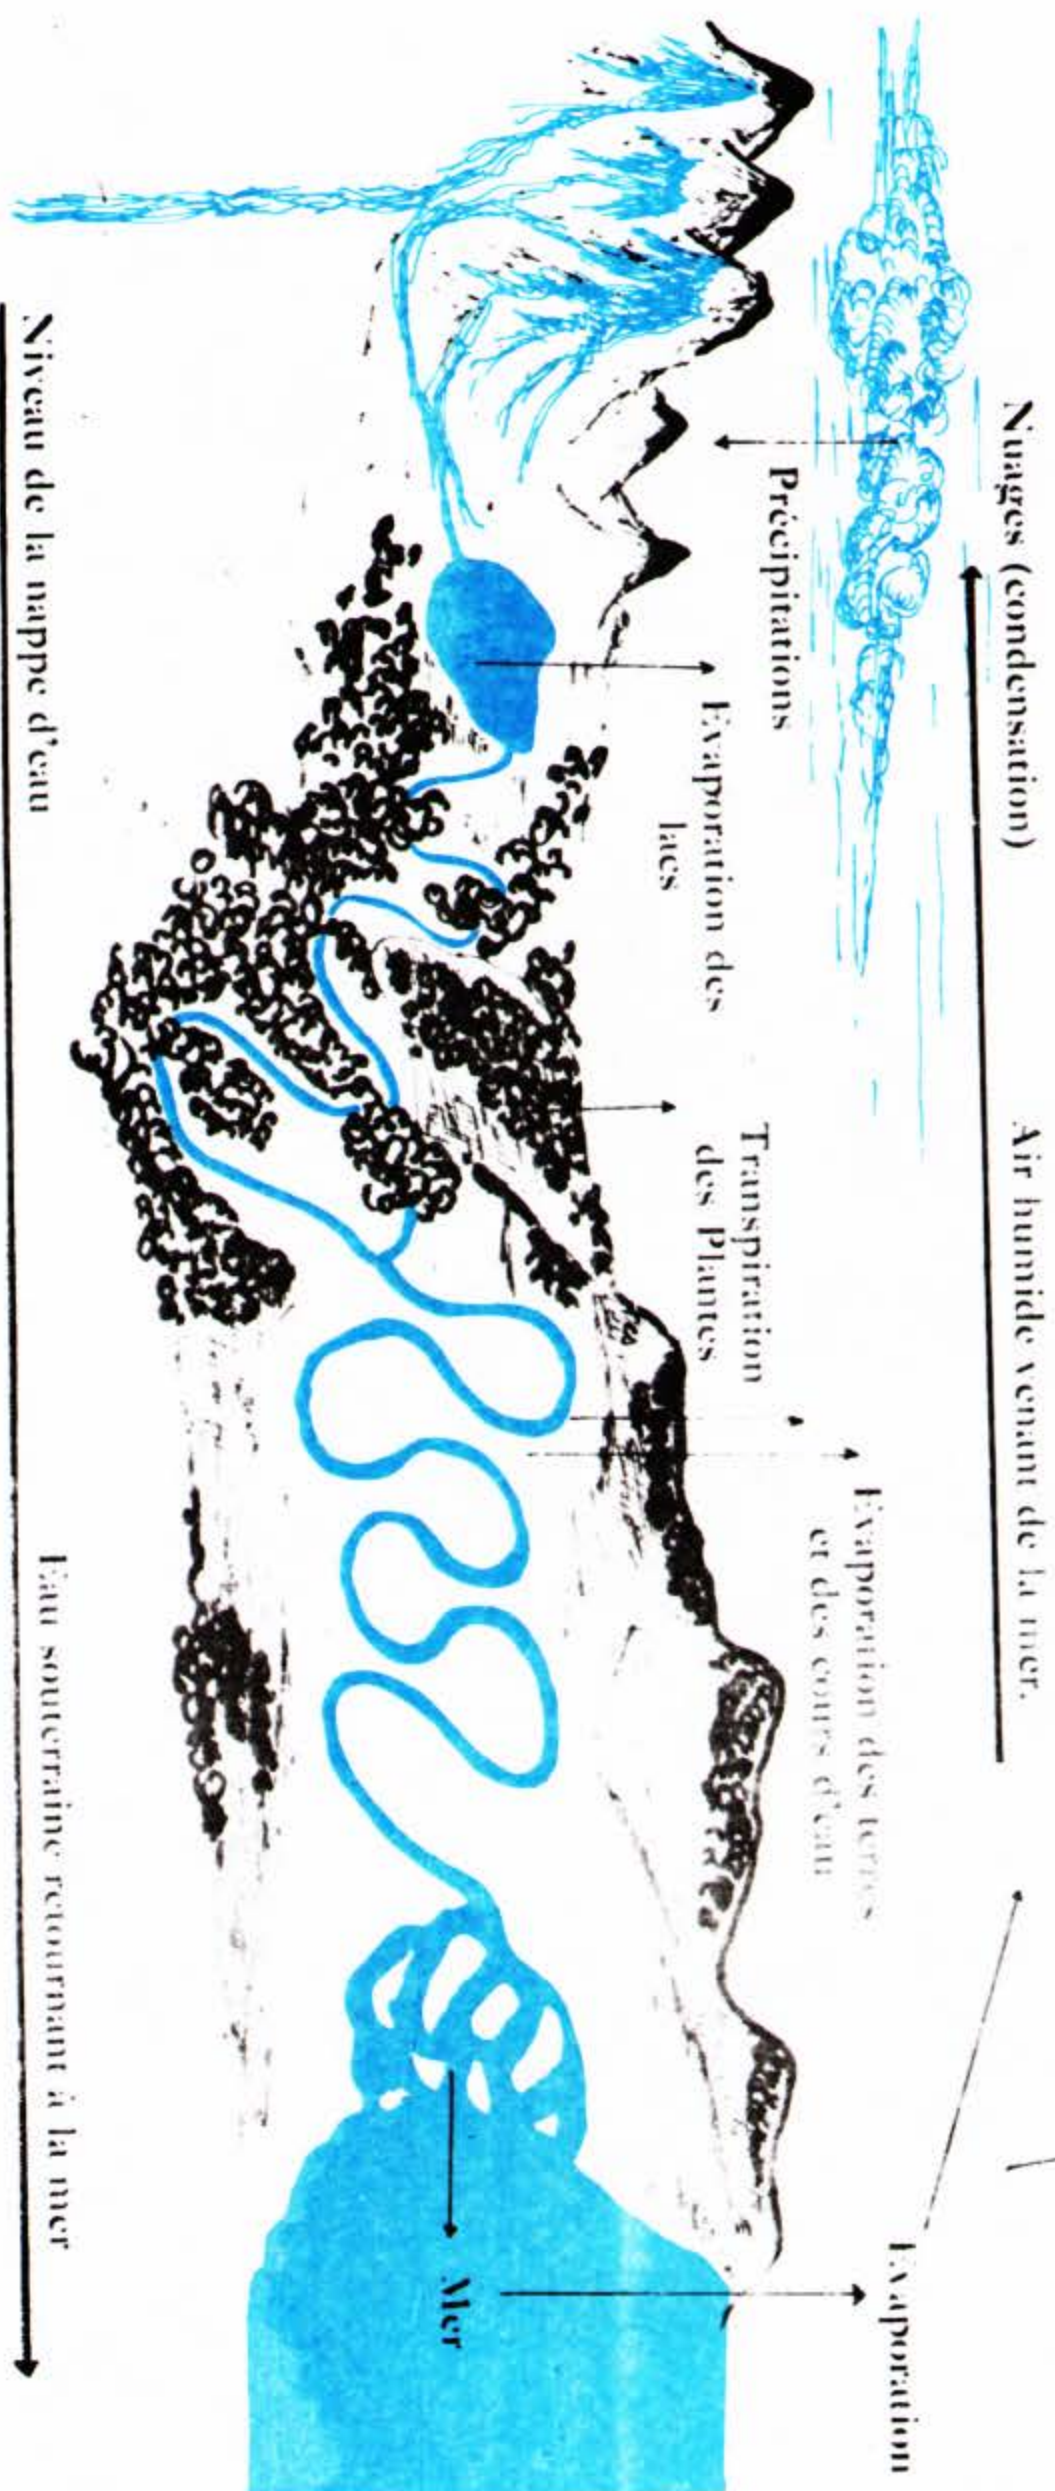 Nuages (condensation)
Air humide venant de la mer.
Précipitations
Evaporation des
lacs
Transpiration
des Plantes
Evaporation des terres
et des cours d'eau
Evaporation
Mer
Niveau de la nappe d'eau
Eau souterraine retournant à la mer